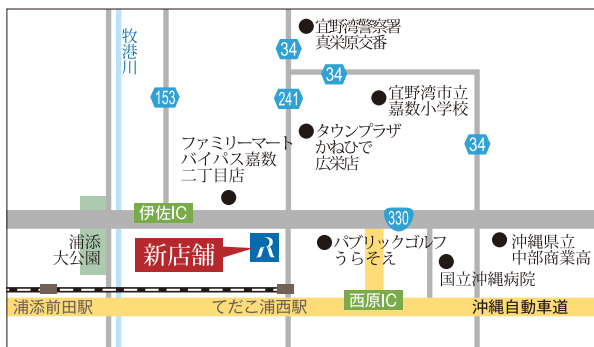 牧港川
宜野湾警察署
真栄原交番
34
34
153
241
宜野湾市立
嘉数小学校
タウンプラザ
かねひで
広栄店
34
ファミリーマート
バイパス嘉数
二丁目店
伊佐IC
330
浦添
大公園
新店舗
R
パブリックゴルフ
うらそえ
沖縄県立
中部商業高
国立沖縄病院
浦添前田駅
てだこ浦西駅
西原IC
沖縄自動車道